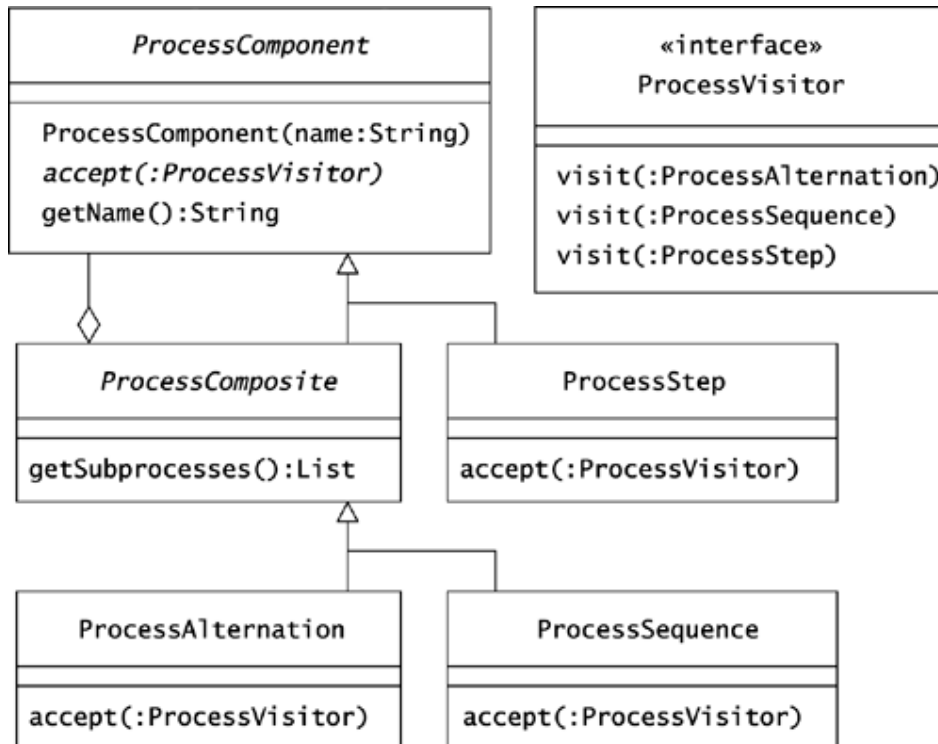 ProcessComponent
ProcessComponent(name:String)
accept(:ProcessVisitor)
getName():String
«interface»
ProcessVisitor
visit(:ProcessAlternation)
visit(:ProcessSequence)
visit(:ProcessStep)
ProcessComposite
getSubprocesses():List
ProcessStep
accept(:ProcessVisitor)
ProcessAlternation
accept(:ProcessVisitor)
ProcessSequence
accept(:ProcessVisitor)